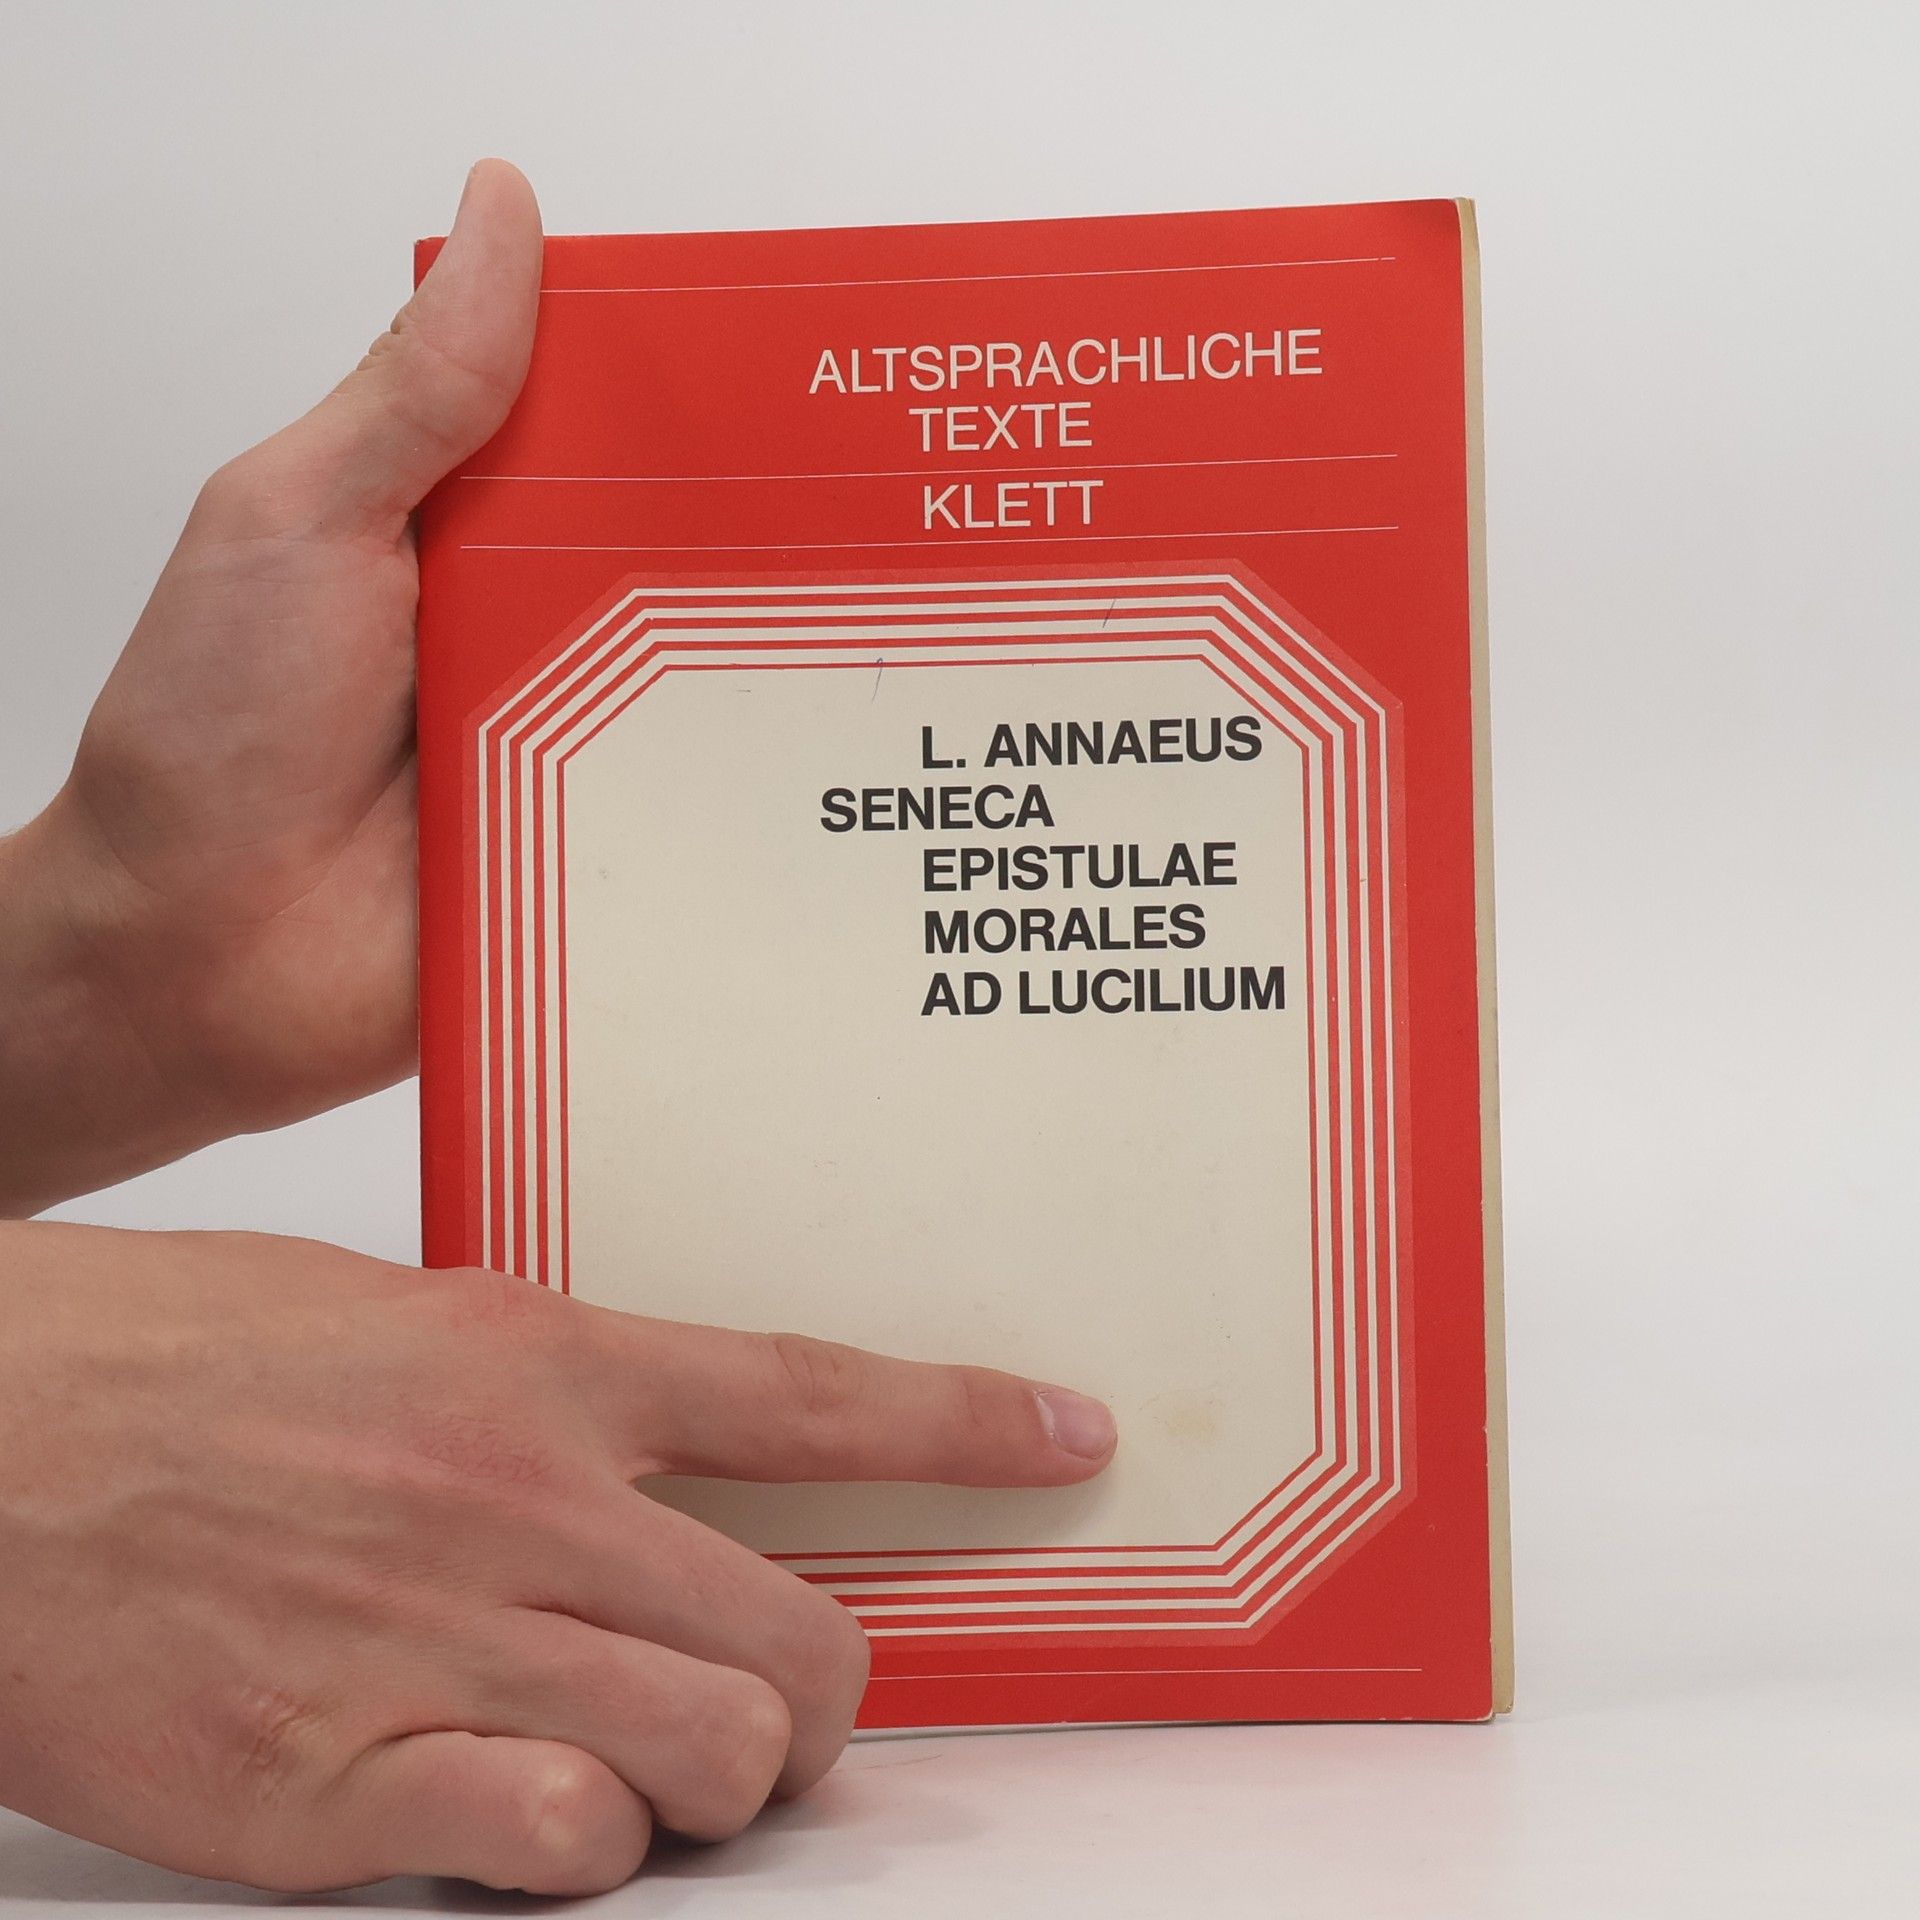 ALTSPRACHLICHE
TEXTE
KLETT
L. ANNAEUS
SENECA
EPISTULAE
MORALES
AD LUCILIUM